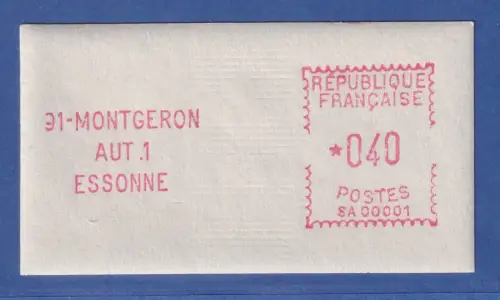 91-MONTGERON
AUT.1
ESSONNE
RÉPUBLIQUE
FRANÇAISE
*040
POSTES
SA 00001